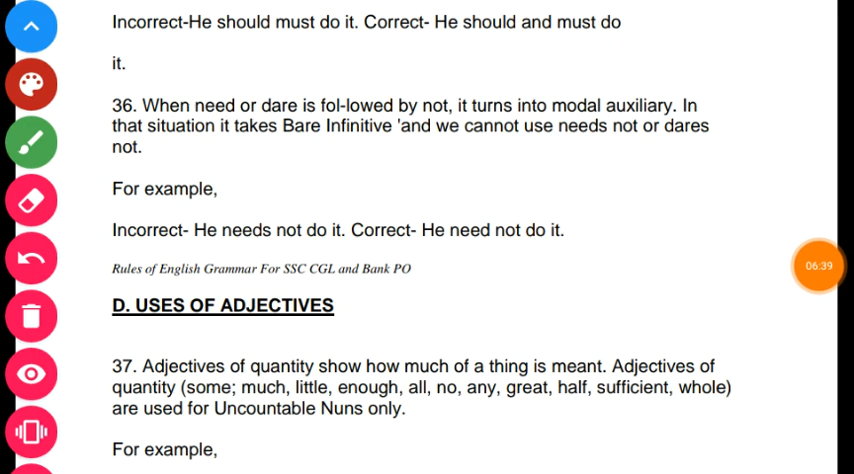 Incorrect-He should must do it. Correct- He should and must do
it.
36. When need or dare is fol-lowed by not, it turns into modal auxiliary. In
that situation it takes Bare Infinitive 'and we cannot use needs not or dares
not.
For example,
Incorrect- He needs not do it. Correct- He need not do it.
06:39
Rules of English Grammar For SSC CGL and Bank PO
D. USES OF ADJECTIVES
37. Adjectives of quantity show how much of a thing is meant. Adjectives of
quantity (some; much, little, enough, all, no, any, great, half, sufficient, whole)
are used for Uncountable Nuns only.
For example,